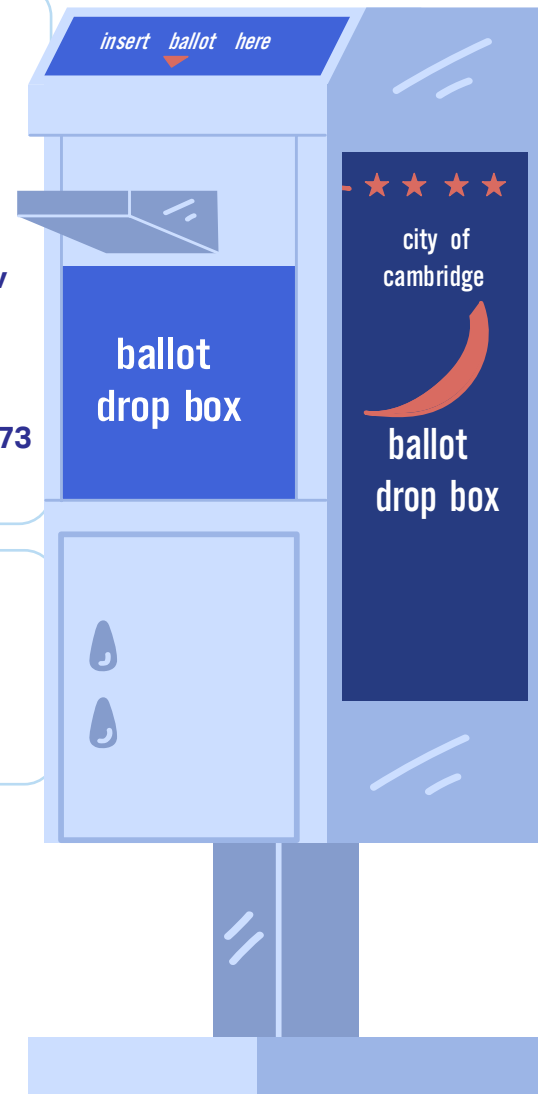 insert ballot here
city of
cambridge
ballot
drop box
ballot
drop box
73